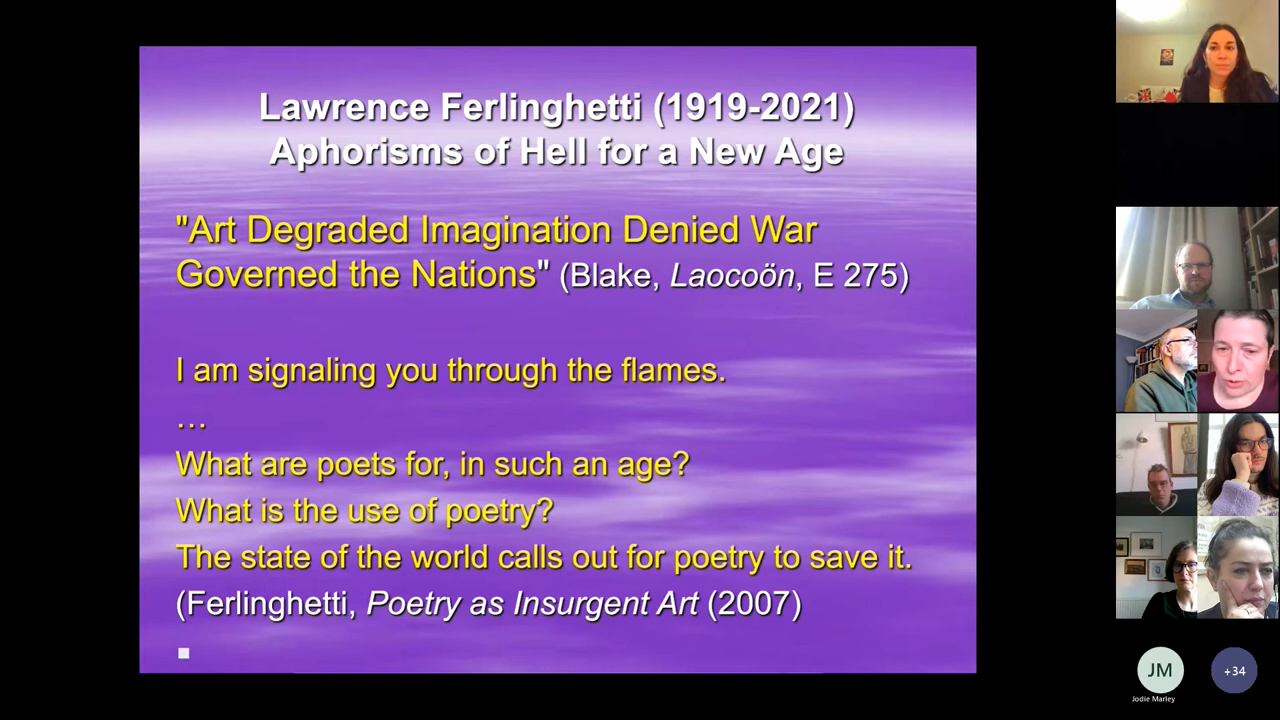 Lawrence Ferlinghetti (1919-2021)
Aphorisms of Hell for a New Age
"Art Degraded Imagination Denied War
Governed the Nations" (Blake, Laocoön, E 275)
I am signaling you through the flames.
…
What are poets for, in such an age?
What is the use of poetry?
The state of the world calls out for poetry to save it.
(Ferlinghetti, Poetry as Insurgent Art (2007)
JM
Jodie Marley
+34